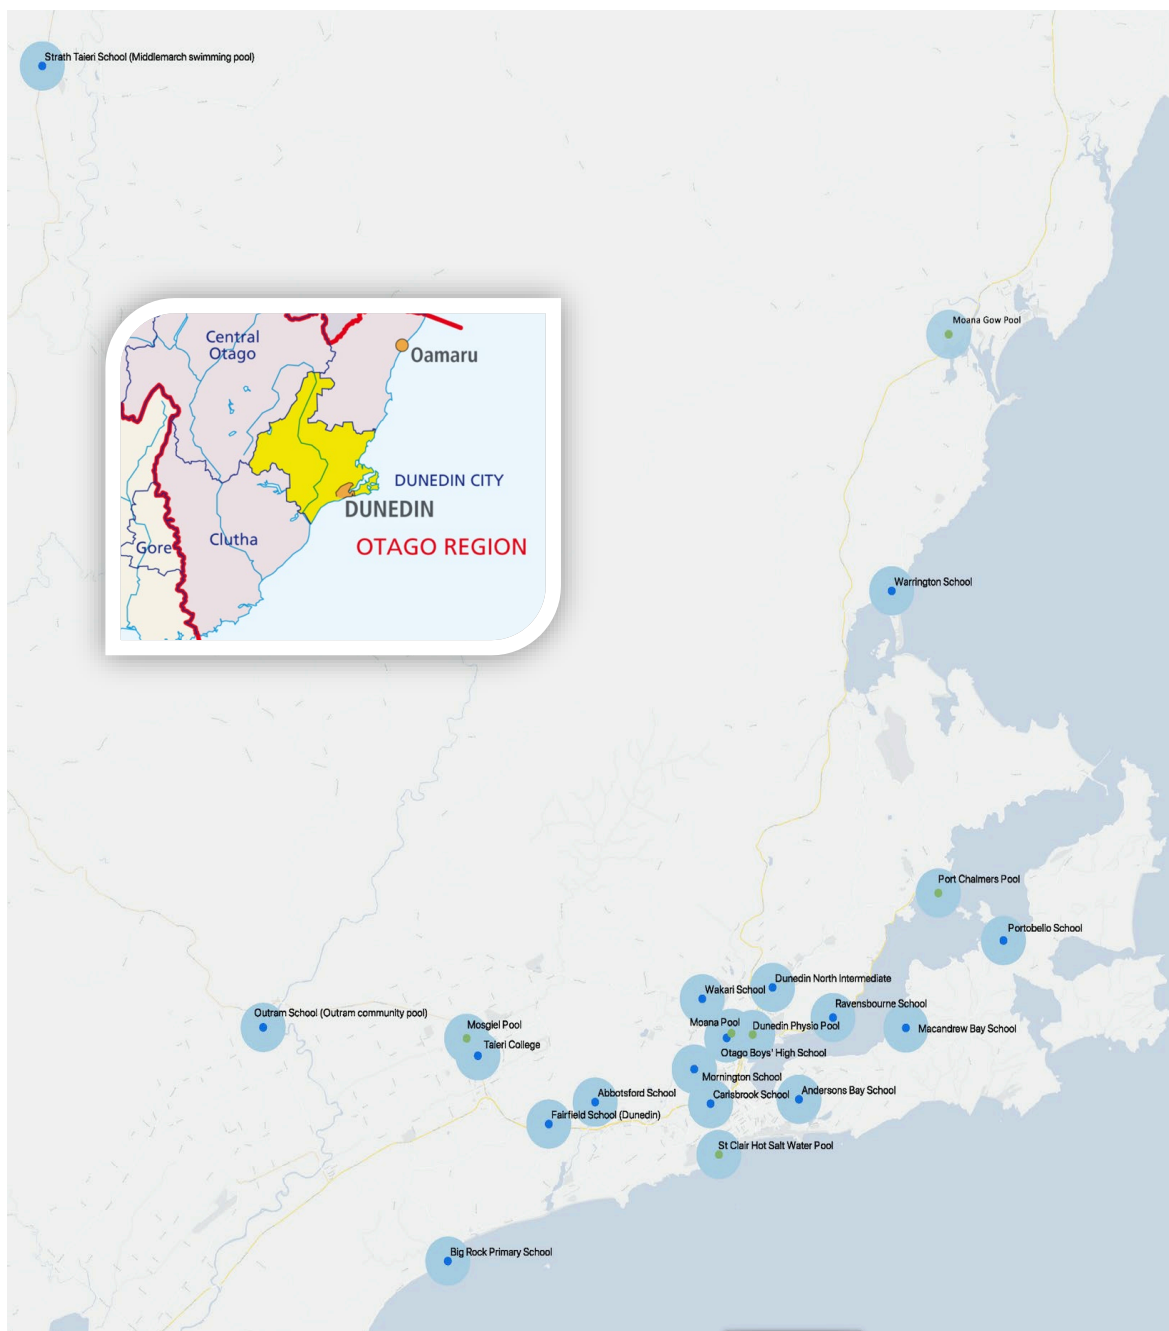 Strath Taieri School (Middlemarch swimming pool)
Moana Gow Pool
Central
Otago
Oamaru
DUNEDIN CITY
DUNEDIN
OTAGO REGION
Gore
Clutha
Warrington School
Port Chalmers Pool
Portobello School
Dunedin North Intermediate
Wakari School
Ravensbourne School
Outram School (Outram community pool)
Mosgiel Pool
Moana Pool
Dunedin Physio Pool
Macandrew Bay School
Taieri College
Otago Boys' High School
Mornington School
Abbotsford School
Carisbrook School
Andersons Bay School
Fairfield School (Dunedin)
St Clair Hot Salt Water Pool
Big Rock Primary School